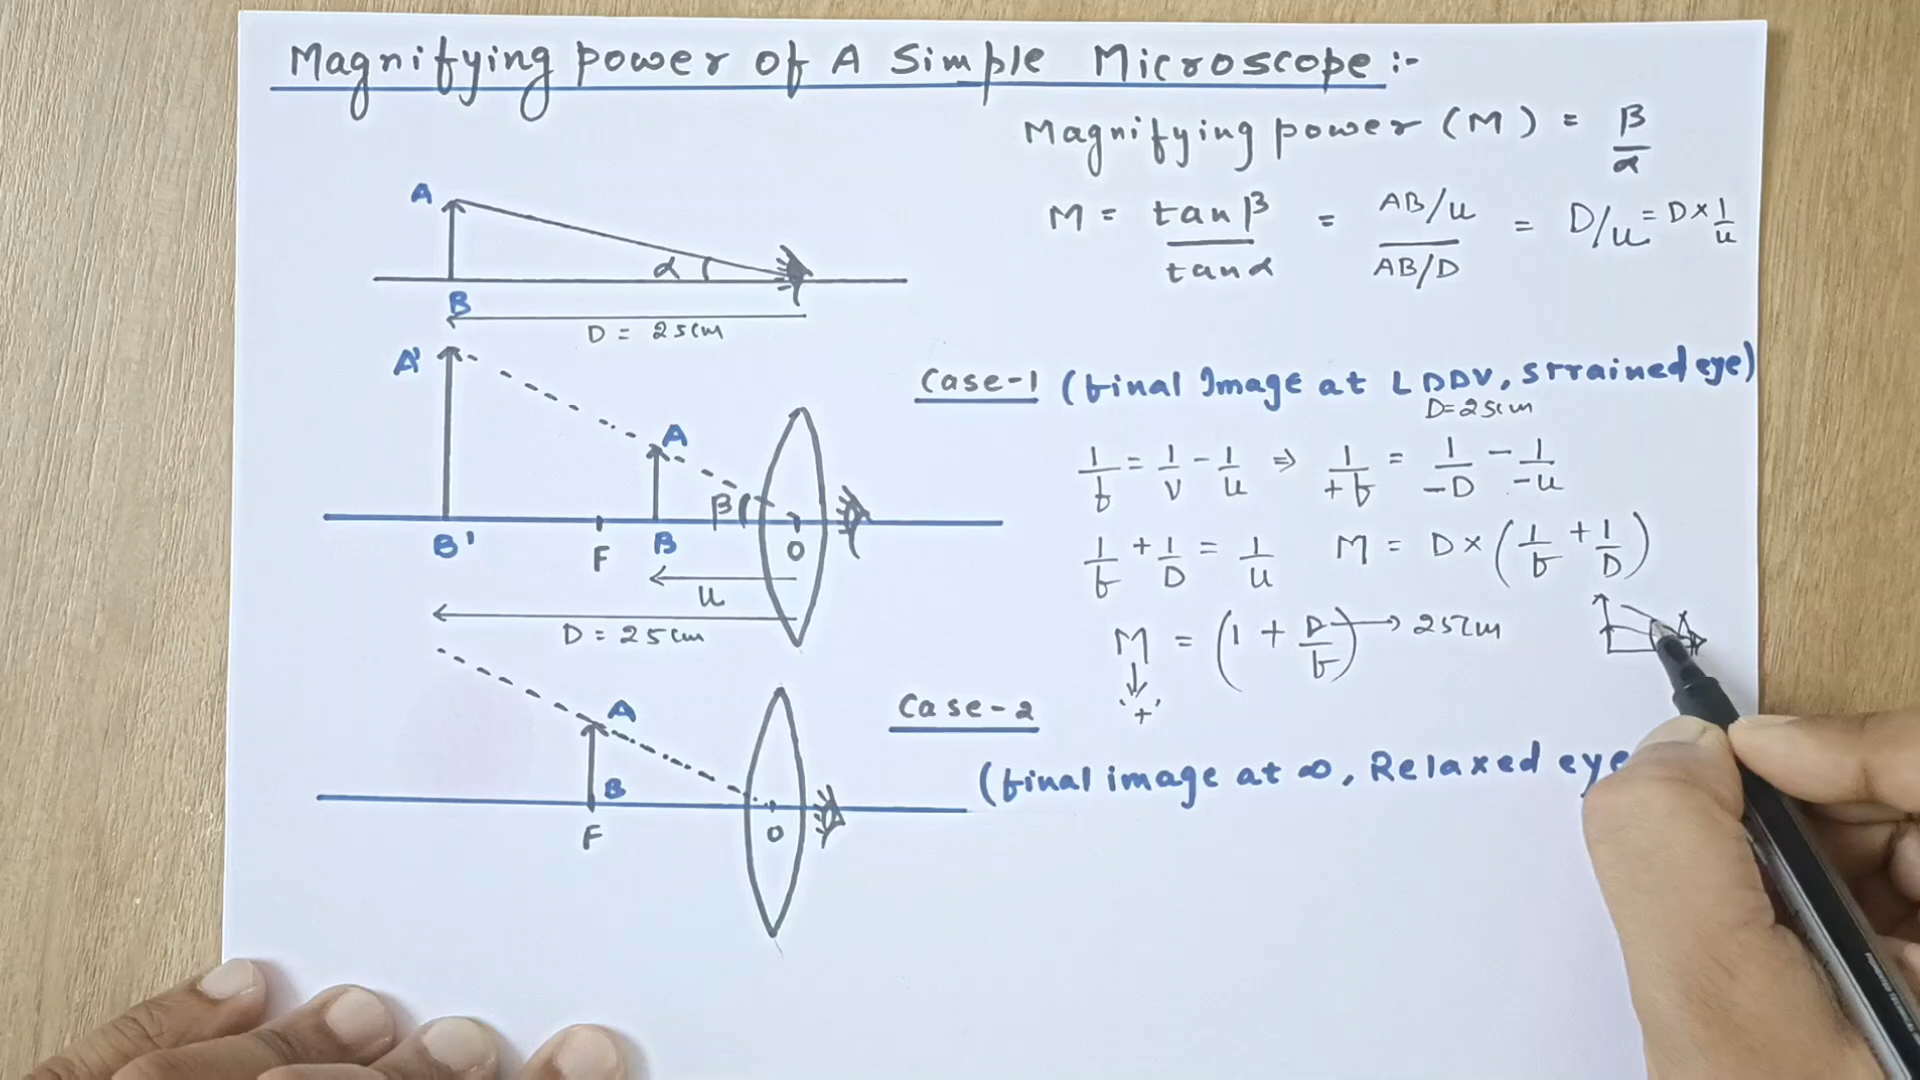 Magnifying power of A Simple Microscope :-
Magnifying power (M) = β/α
M = tanβ/tanα = AB/u / AB/D = D/u = D × 1/u
A
α
B
D = 25cm
A'
A
β
B'
F
B
O
u
D = 25cm
Case-1 (final Image at LDDV, strained eye)
D=25cm
1/f = 1/v - 1/u ⇒ 1/+f = 1/-D - 1/-u
1/f + 1/D = 1/u M = D × (1/f + 1/D)
M = (1 + D/f) → 25cm
↓
'+'
Case-2
(final image at ∞, Relaxed eye
A
B
F
O